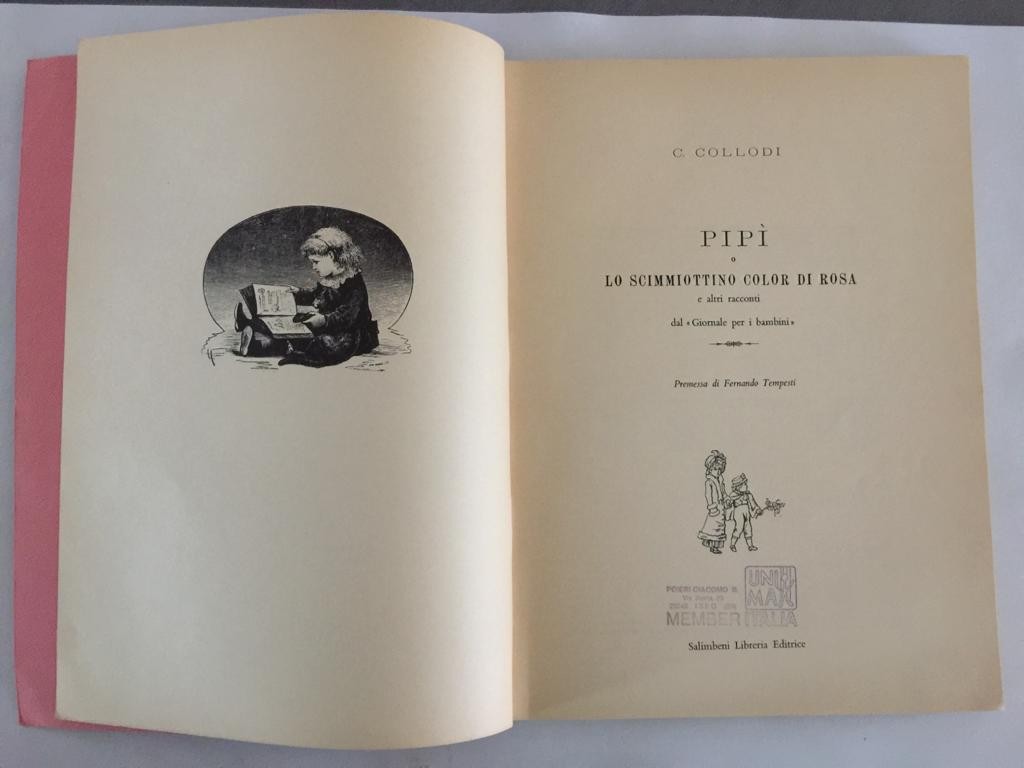 C. COLLODI
PIPÌ
o
LO SCIMMIOTTINO COLOR DI ROSA
e altri racconti
dal «Giornale per i bambini»
Premessa di Fernando Tempesti
UNI
MAX
GIACOMO
MEMBER ITALIA
Salimbeni Libreria Editrice